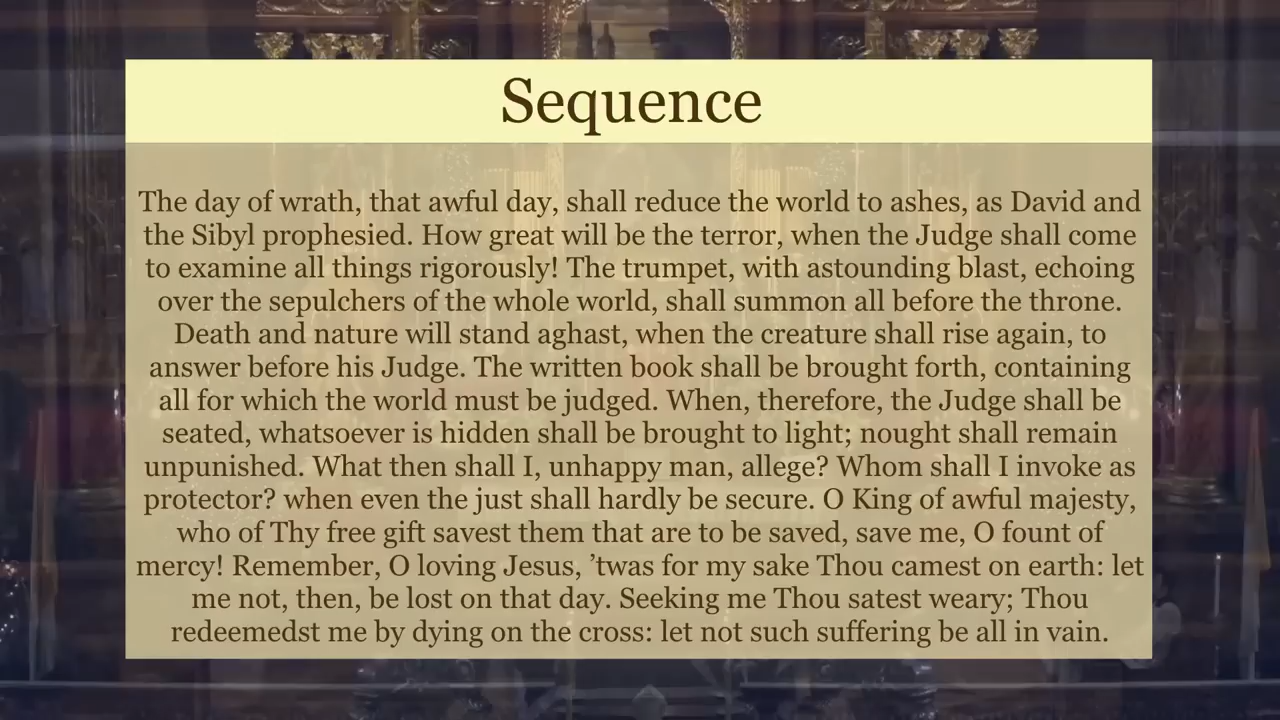 Sequence
The day of wrath, that awful day, shall reduce the world to ashes, as David and
the Sibyl prophesied. How great will be the terror, when the Judge shall come
to examine all things rigorously! The trumpet, with astounding blast, echoing
over the sepulchers of the whole world, shall summon all before the throne.
Death and nature will stand aghast, when the creature shall rise again, to
answer before his Judge. The written book shall be brought forth, containing
all for which the world must be judged. When, therefore, the Judge shall be
seated, whatsoever is hidden shall be brought to light; nought shall remain
unpunished. What then shall I, unhappy man, allege? Whom shall I invoke as
protector? when even the just shall hardly be secure. O King of awful majesty,
who of Thy free gift savest them that are to be saved, save me, O fount of
mercy! Remember, O loving Jesus, ’twas for my sake Thou camest on earth: let
me not, then, be lost on that day. Seeking me Thou satest weary; Thou
redeemedst me by dying on the cross: let not such suffering be all in vain.